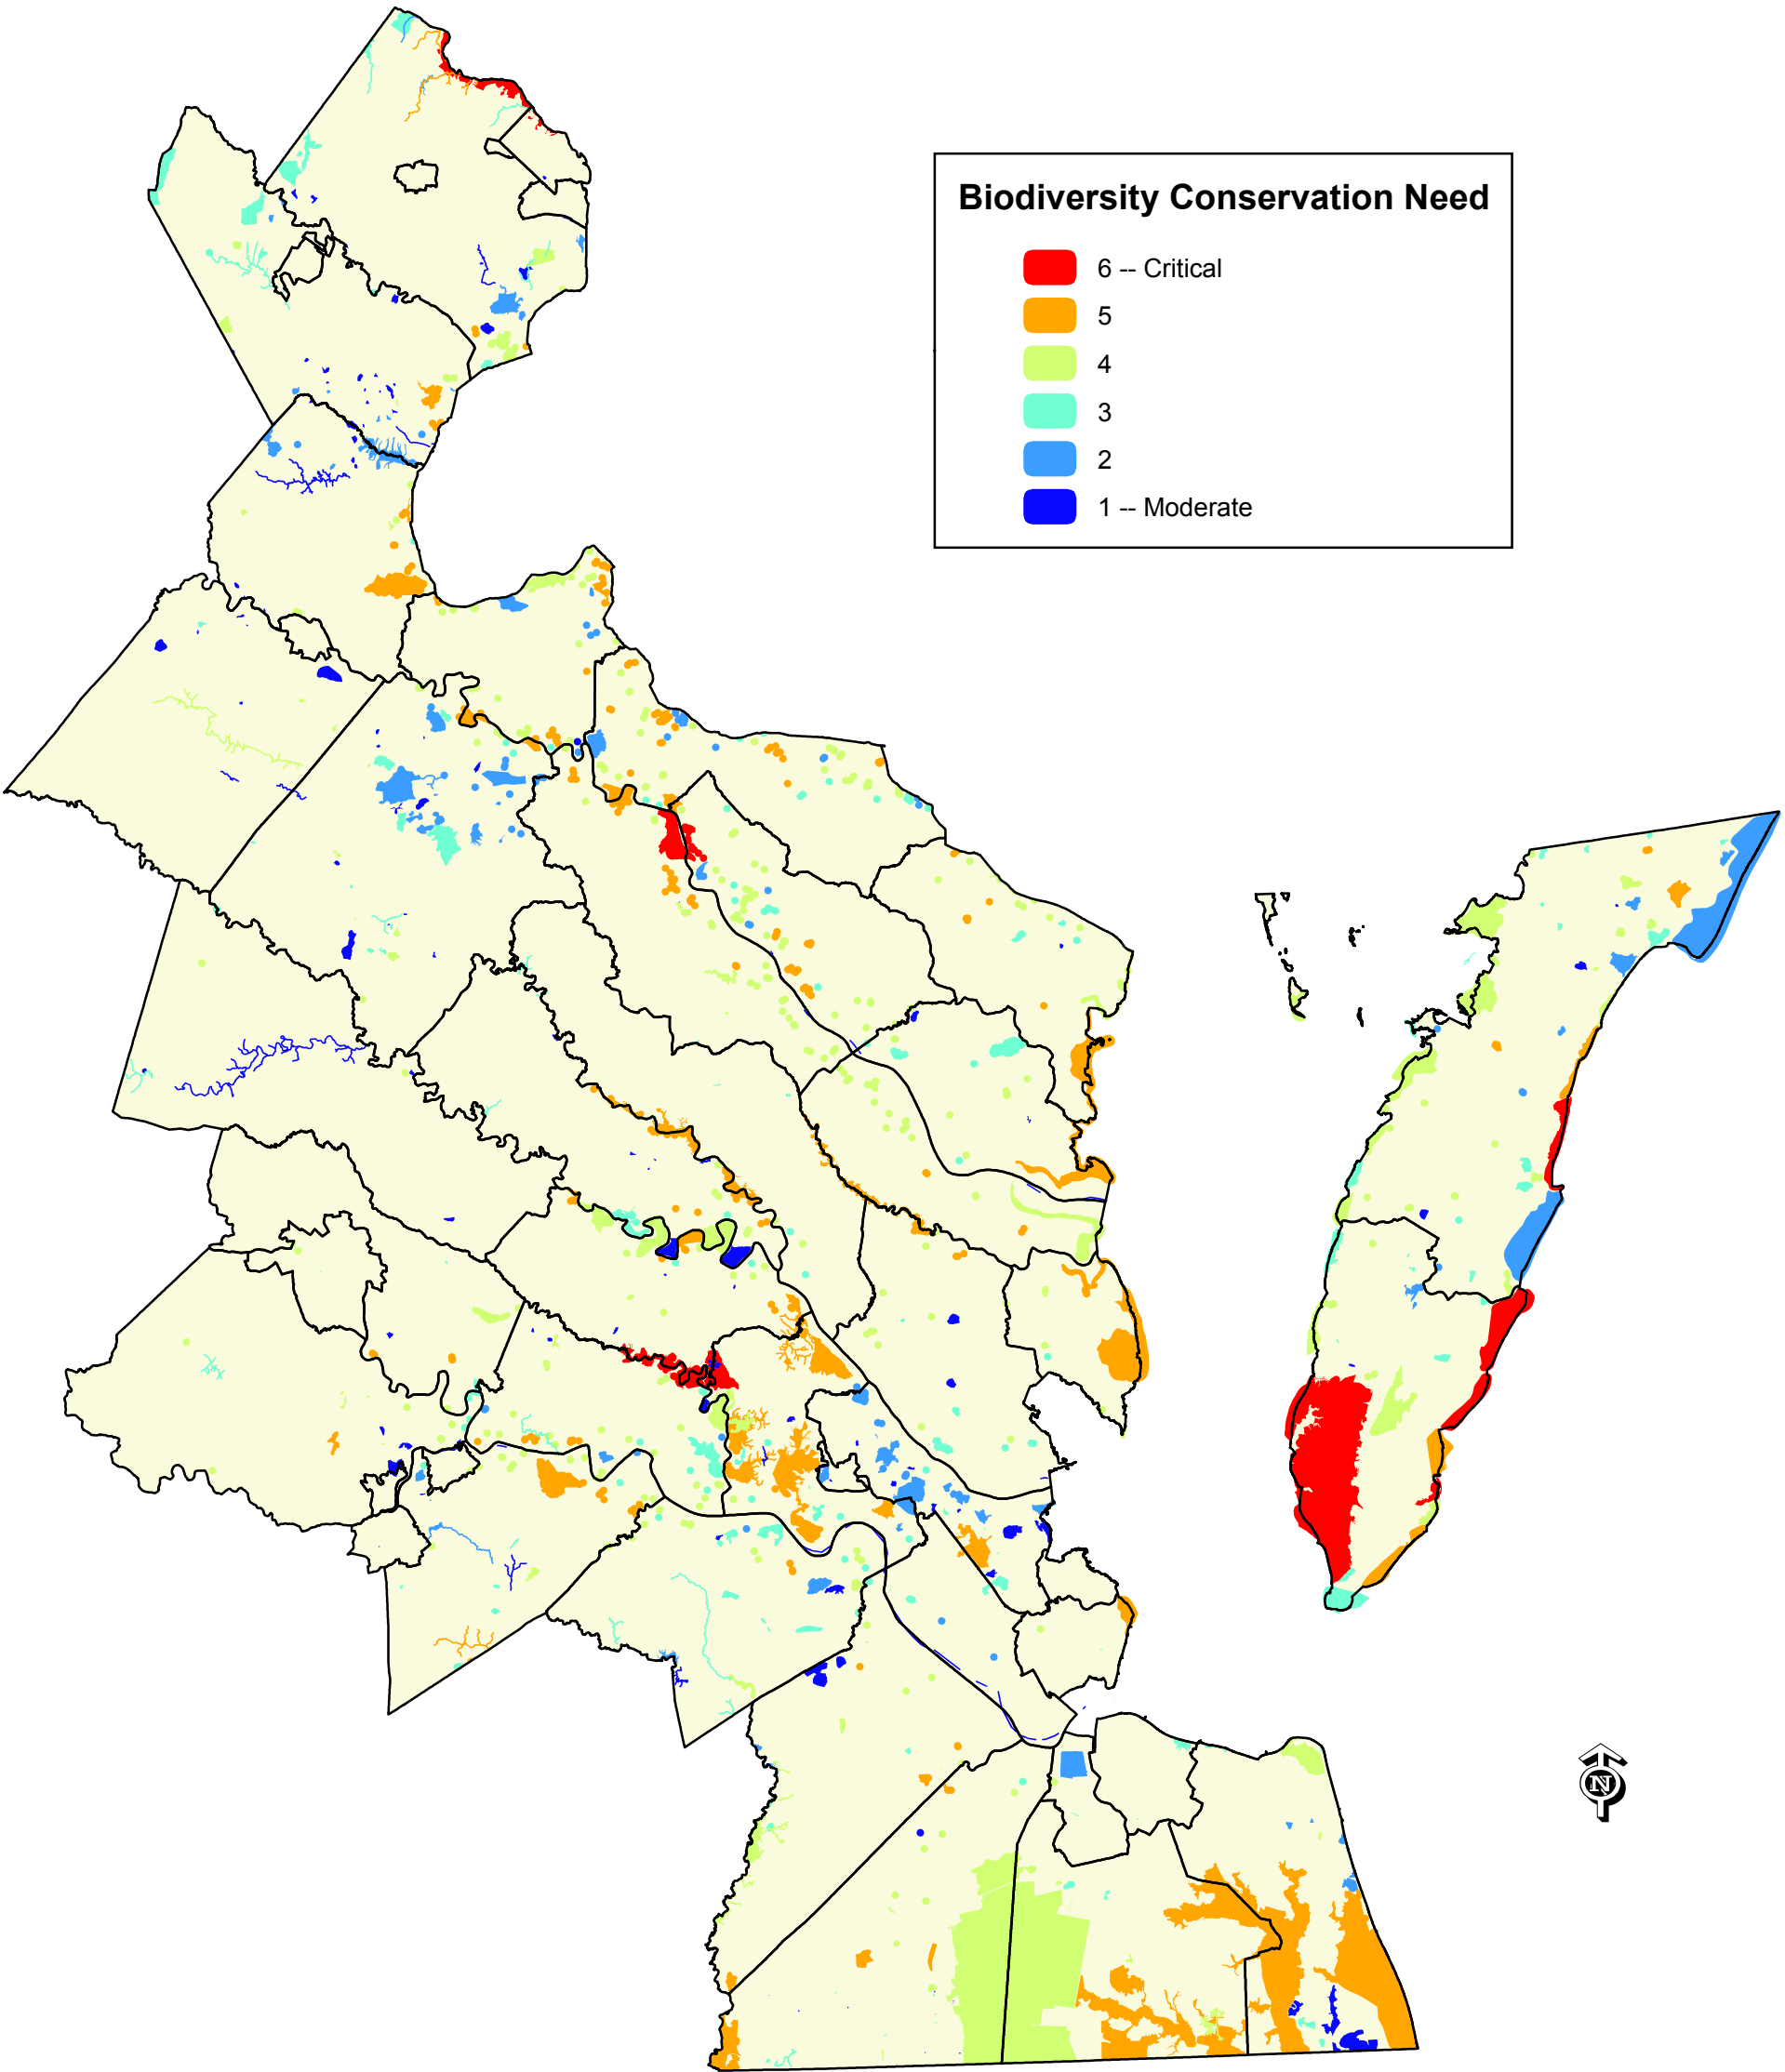 Biodiversity Conservation Need
6 -- Critical
5
4
3
2
1 -- Moderate
N